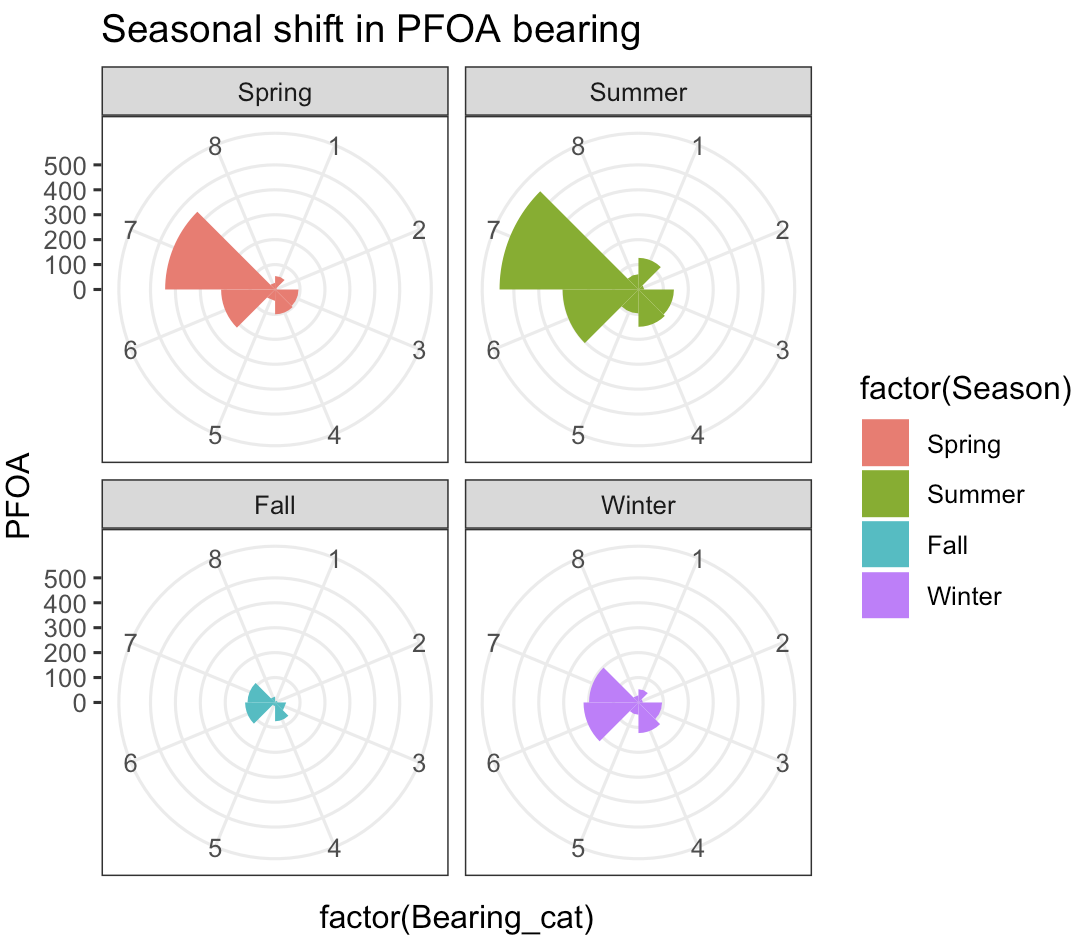 Seasonal shift in PFOA bearing
Spring
Summer
8 1
7 2
6 3
5 4
8 1
7 2
6 3
5 4
500
400
300
200
100
0
Fall
Winter
8 1
7 2
6 3
5 4
8 1
7 2
6 3
5 4
500
400
300
200
100
0
PFOA
factor(Bearing_cat)
factor(Season)
Spring
Summer
Fall
Winter